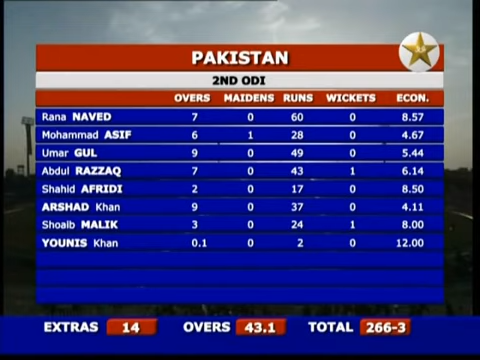 PAKISTAN
2ND ODI
OVERS MAIDENS RUNS WICKETS ECON.
Rana NAVED 7 0 60 0 8.57
Mohammad ASIF 6 1 28 0 4.67
Umar GUL 9 0 49 0 5.44
Abdul RAZZAQ 7 0 43 1 6.14
Shahid AFRIDI 2 0 17 0 8.50
ARSHAD Khan 9 0 37 0 4.11
Shoaib MALIK 3 0 24 1 8.00
YOUNIS Khan 0.1 0 2 0 12.00
EXTRAS 14 OVERS 43.1 TOTAL 266-3